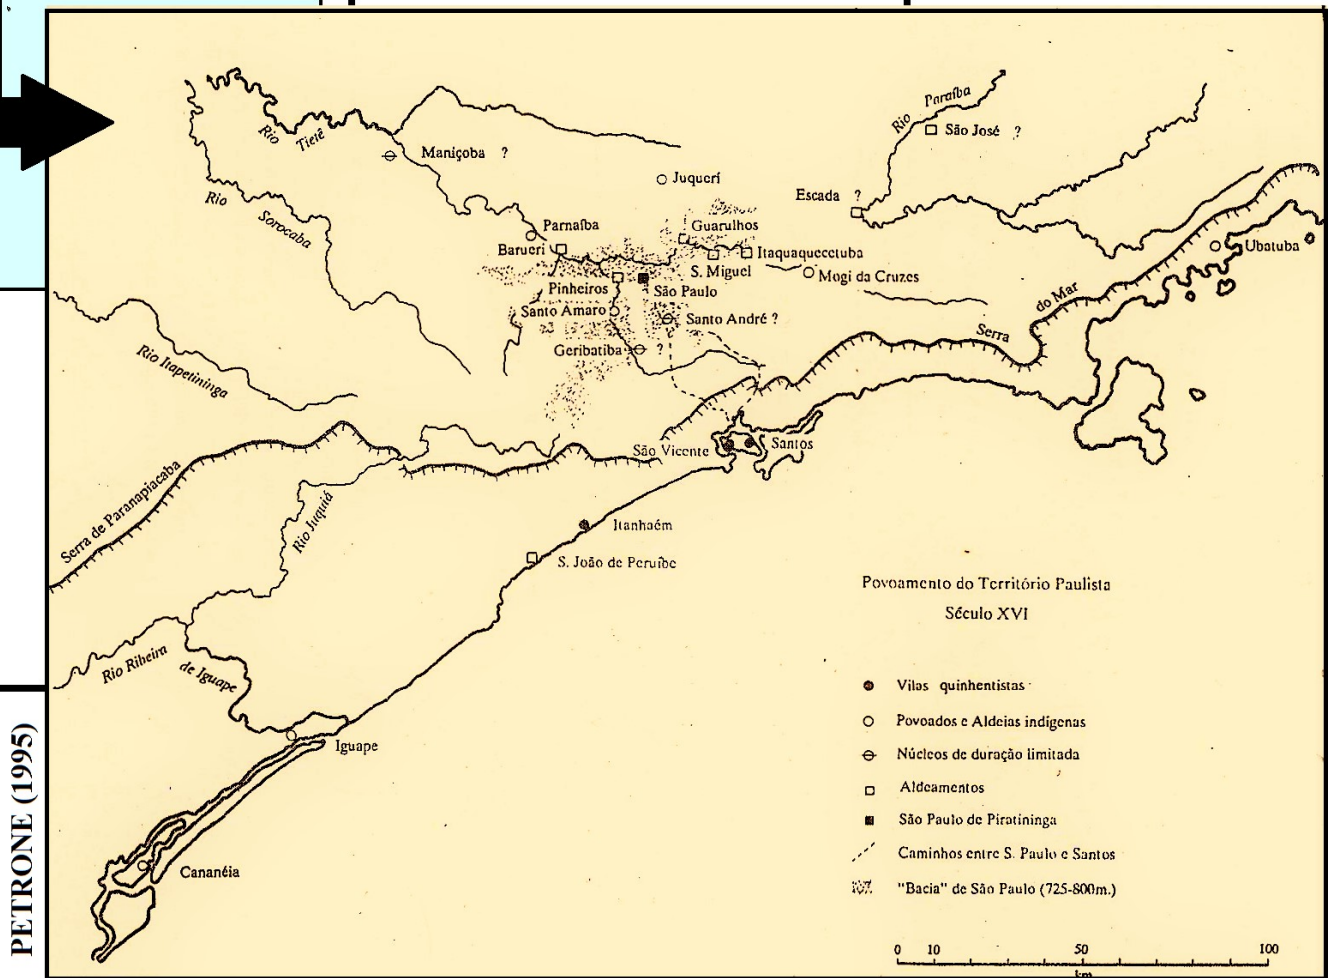 Rio Paraíba
São José ?
Rio Tietê
Maniçoba ?
Juquerí
Escada ?
Rio Sorocaba
Parnaíba
Guarulhos
Barueri
Itaquaquecetuba
Ubatuba
S. Miguel
Mogi da Cruzes
Pinheiros
São Paulo
Santo Amaro
Santo André ?
Serra do Mar
Geribatiba ?
Rio Itapetininga
São Vicente
Santos
Serra de Paranapiacaba
Rio Juquiá
Itanhaém
S. João de Peruíbe
Rio Ribeira de Iguape
Iguape
Cananéia
Povoamento do Território Paulista
Século XVI
Vilas quinhentistas
Povoados e Aldeias indígenas
Núcleos de duração limitada
Aldeamentos
São Paulo de Piratininga
Caminhos entre S. Paulo e Santos
"Bacia" de São Paulo (725-800m.)
0 10 50 100
km
PETRONE (1995)